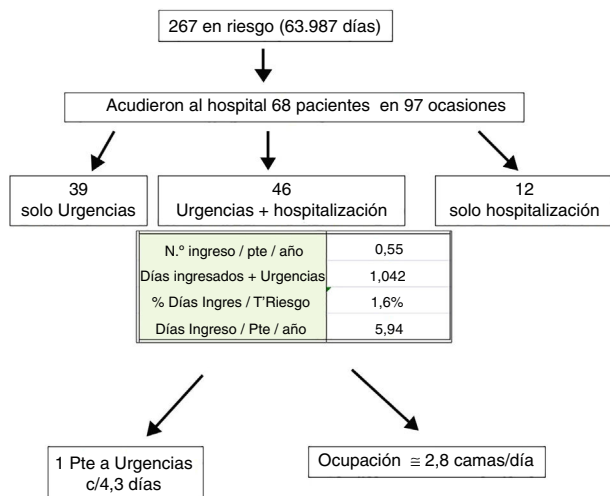 267 en riesgo (63.987 días)
Acudieron al hospital 68 pacientes en 97 ocasiones
39
solo Urgencias
46
Urgencias + hospitalización
12
solo hospitalización
N.º ingreso / pte / año 0,55
Días ingresados + Urgencias 1,042
% Días Ingres / T'Riesgo 1,6%
Días Ingreso / Pte / año 5,94
1 Pte a Urgencias
c/4,3 días
Ocupación ≅ 2,8 camas/día